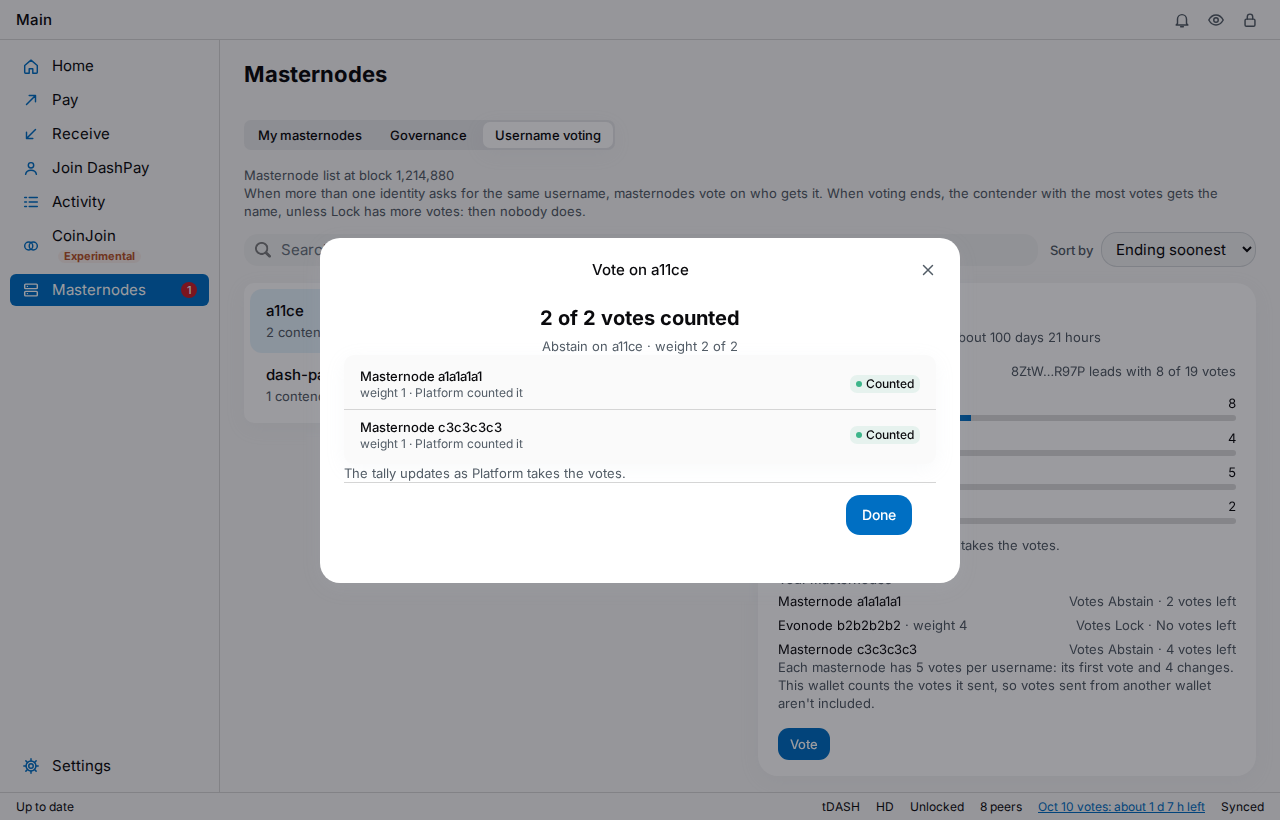 Main
Home
Pay
Receive
Join DashPay
Activity
CoinJoin
Experimental
Masternodes
1
Settings
Masternodes
My masternodes
Governance
Username voting
Masternode list at block 1,214,880
When more than one identity asks for the same username, masternodes vote on who gets it. When voting ends, the contender with the most votes gets the
name, unless Lock has more votes: then nobody does.
Sort by
Ending soonest
a11ce
2
1
100 days 21 hours
8ZtW...R97P leads with 8 of 19 votes
8
4
5
2
takes the votes.
Masternode a1a1a1a1
Votes Abstain · 2 votes left
Evonode b2b2b2b2 · weight 4
Votes Lock · No votes left
Masternode c3c3c3c3
Votes Abstain · 4 votes left
Each masternode has 5 votes per username: its first vote and 4 changes.
This wallet counts the votes it sent, so votes sent from another wallet
aren't included.
Vote
Vote on a11ce
2 of 2 votes counted
Abstain on a11ce · weight 2 of 2
Masternode a1a1a1a1
weight 1 · Platform counted it
Counted
Masternode c3c3c3c3
weight 1 · Platform counted it
Counted
The tally updates as Platform takes the votes.
Done
Up to date
tDASH
HD
Unlocked
8 peers
Oct 10 votes: about 1 d 7 h left
Synced